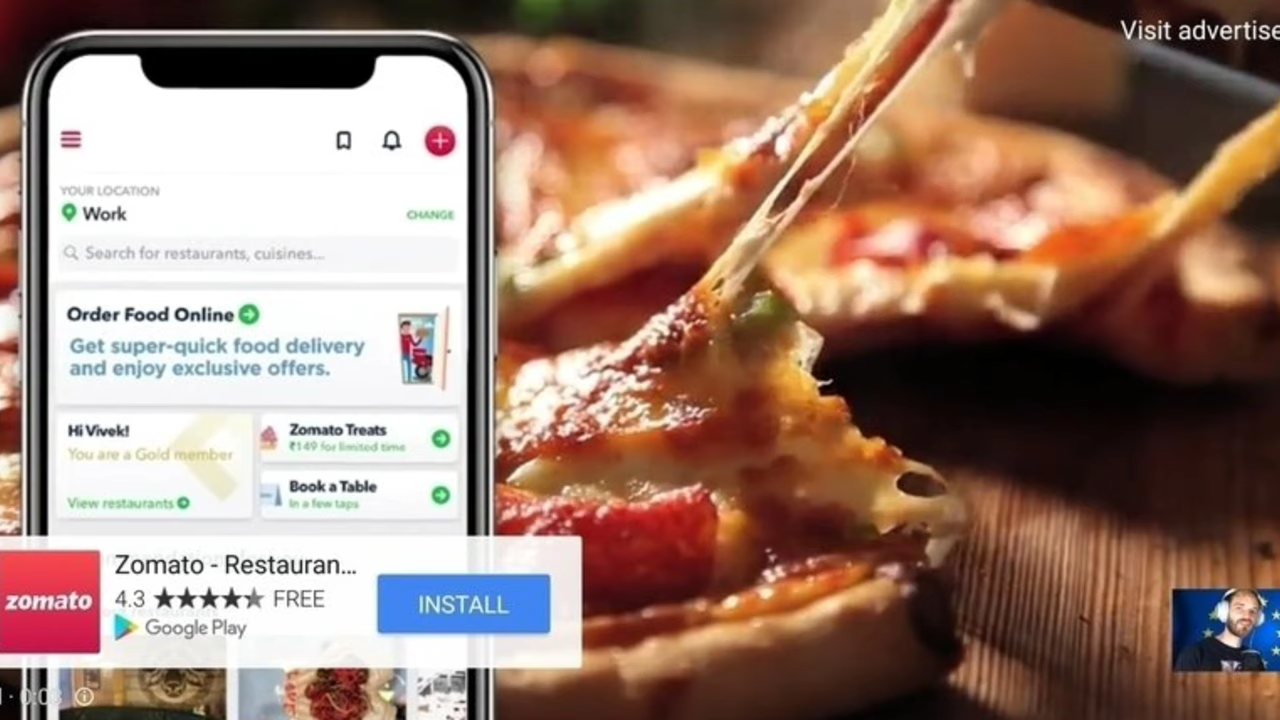 Visit advertise
YOUR LOCATION
Work
CHANGE
Search for restaurants, cuisines...
Order Food Online
Get super-quick food delivery
and enjoy exclusive offers.
Hi Vivek!
You are a Gold member
View restaurants
Zomato Treats
₹149 for limited time
Book a Table
In a few taps
zomato
Zomato - Restauran...
4.3 ★★★★★ FREE
INSTALL
Google Play